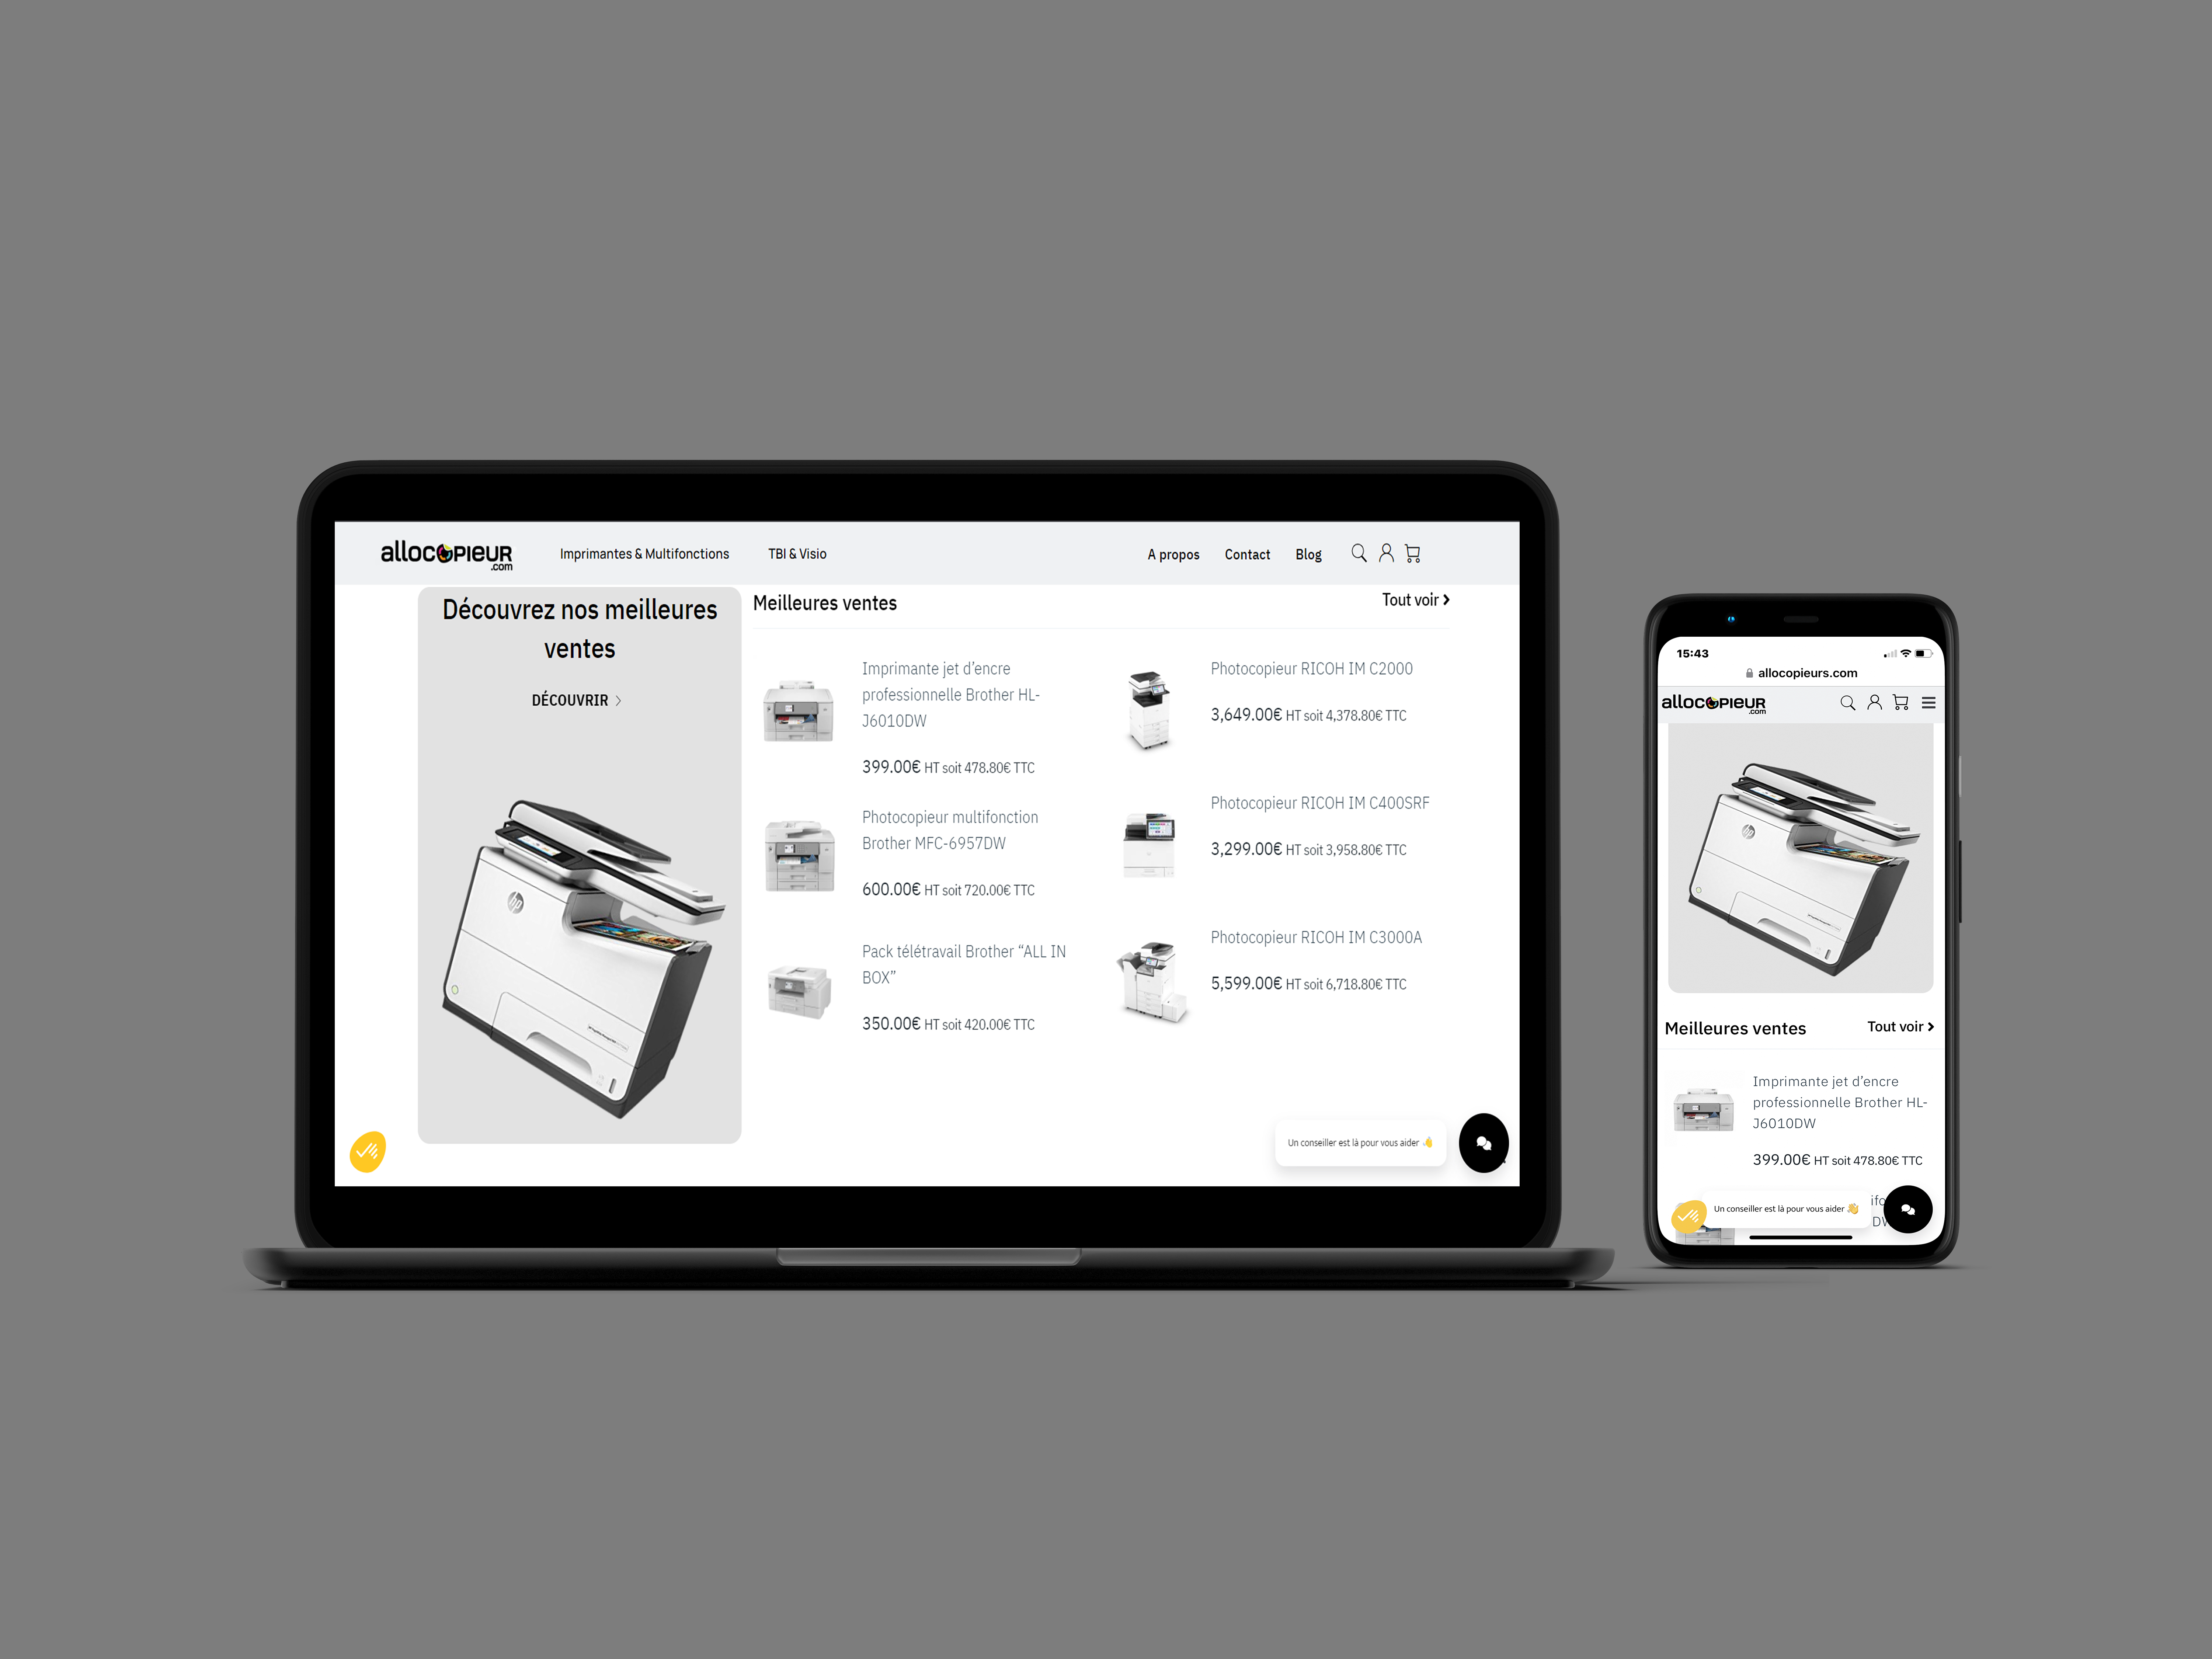 allocopieur
.com
Imprimantes & Multifonctions
TBI & Visio
A propos
Contact
Blog
Découvrez nos meilleures
ventes
DÉCOUVRIR
hp
Meilleures ventes
Tout voir
Imprimante jet d’encre
professionnelle Brother HL-
J6010DW
399.00€ HT soit 478.80€ TTC
Photocopieur multifonction
Brother MFC-6957DW
600.00€ HT soit 720.00€ TTC
Pack télétravail Brother “ALL IN
BOX”
350.00€ HT soit 420.00€ TTC
Photocopieur RICOH IM C2000
3,649.00€ HT soit 4,378.80€ TTC
Photocopieur RICOH IM C400SRF
3,299.00€ HT soit 3,958.80€ TTC
Photocopieur RICOH IM C3000A
5,599.00€ HT soit 6,718.80€ TTC
Un conseiller est là pour vous aider 👋
15:43
allocopieurs.com
allocopieur
.com
hp
Meilleures ventes
Tout voir
Imprimante jet d’encre
professionnelle Brother HL-
J6010DW
399.00€ HT soit 478.80€ TTC
Un conseiller est là pour vous aider 👋